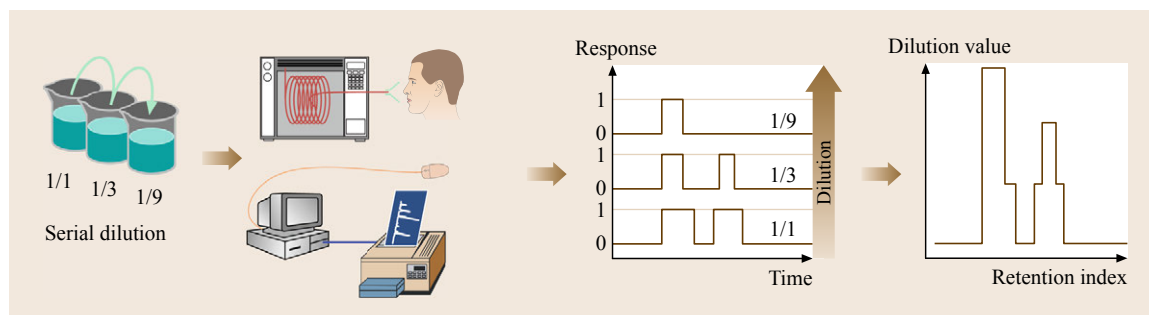 1/1
1/3
1/9
Serial dilution
Response
1
0
1/9
1
0
1/3
1
0
1/1
Dilution
Time
Dilution value
Retention index